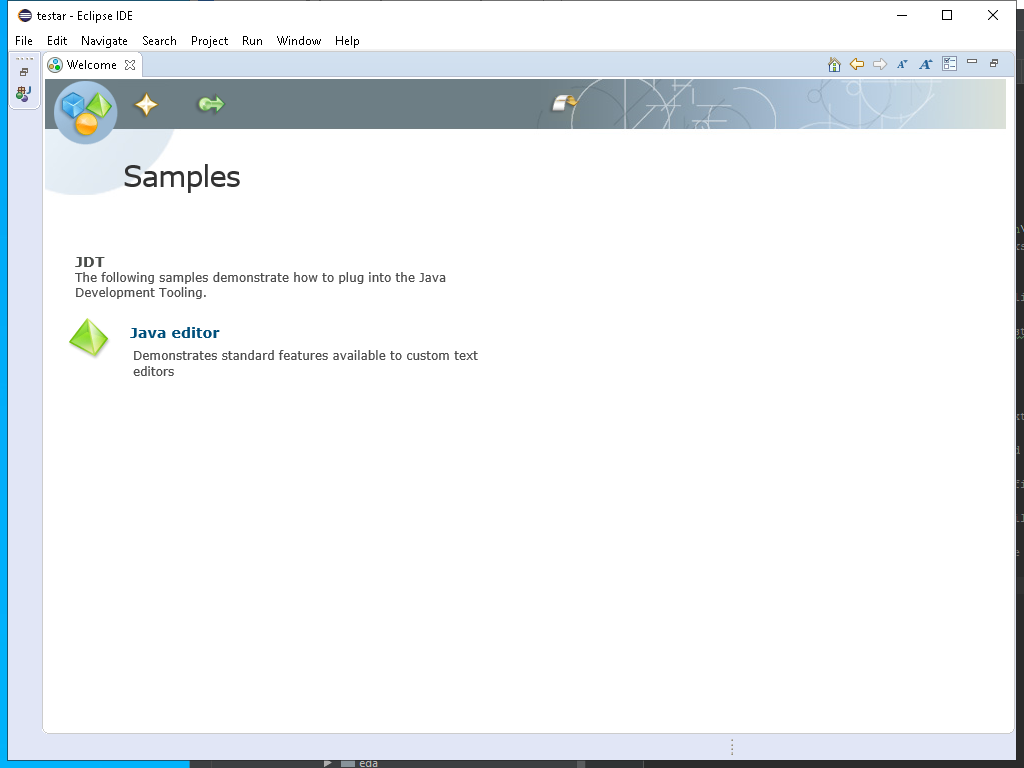 testar - Eclipse IDE
File Edit Navigate Search Project Run Window Help
Welcome
Samples
JDT
The following samples demonstrate how to plug into the Java
Development Tooling.
Java editor
Demonstrates standard features available to custom text
editors
eda